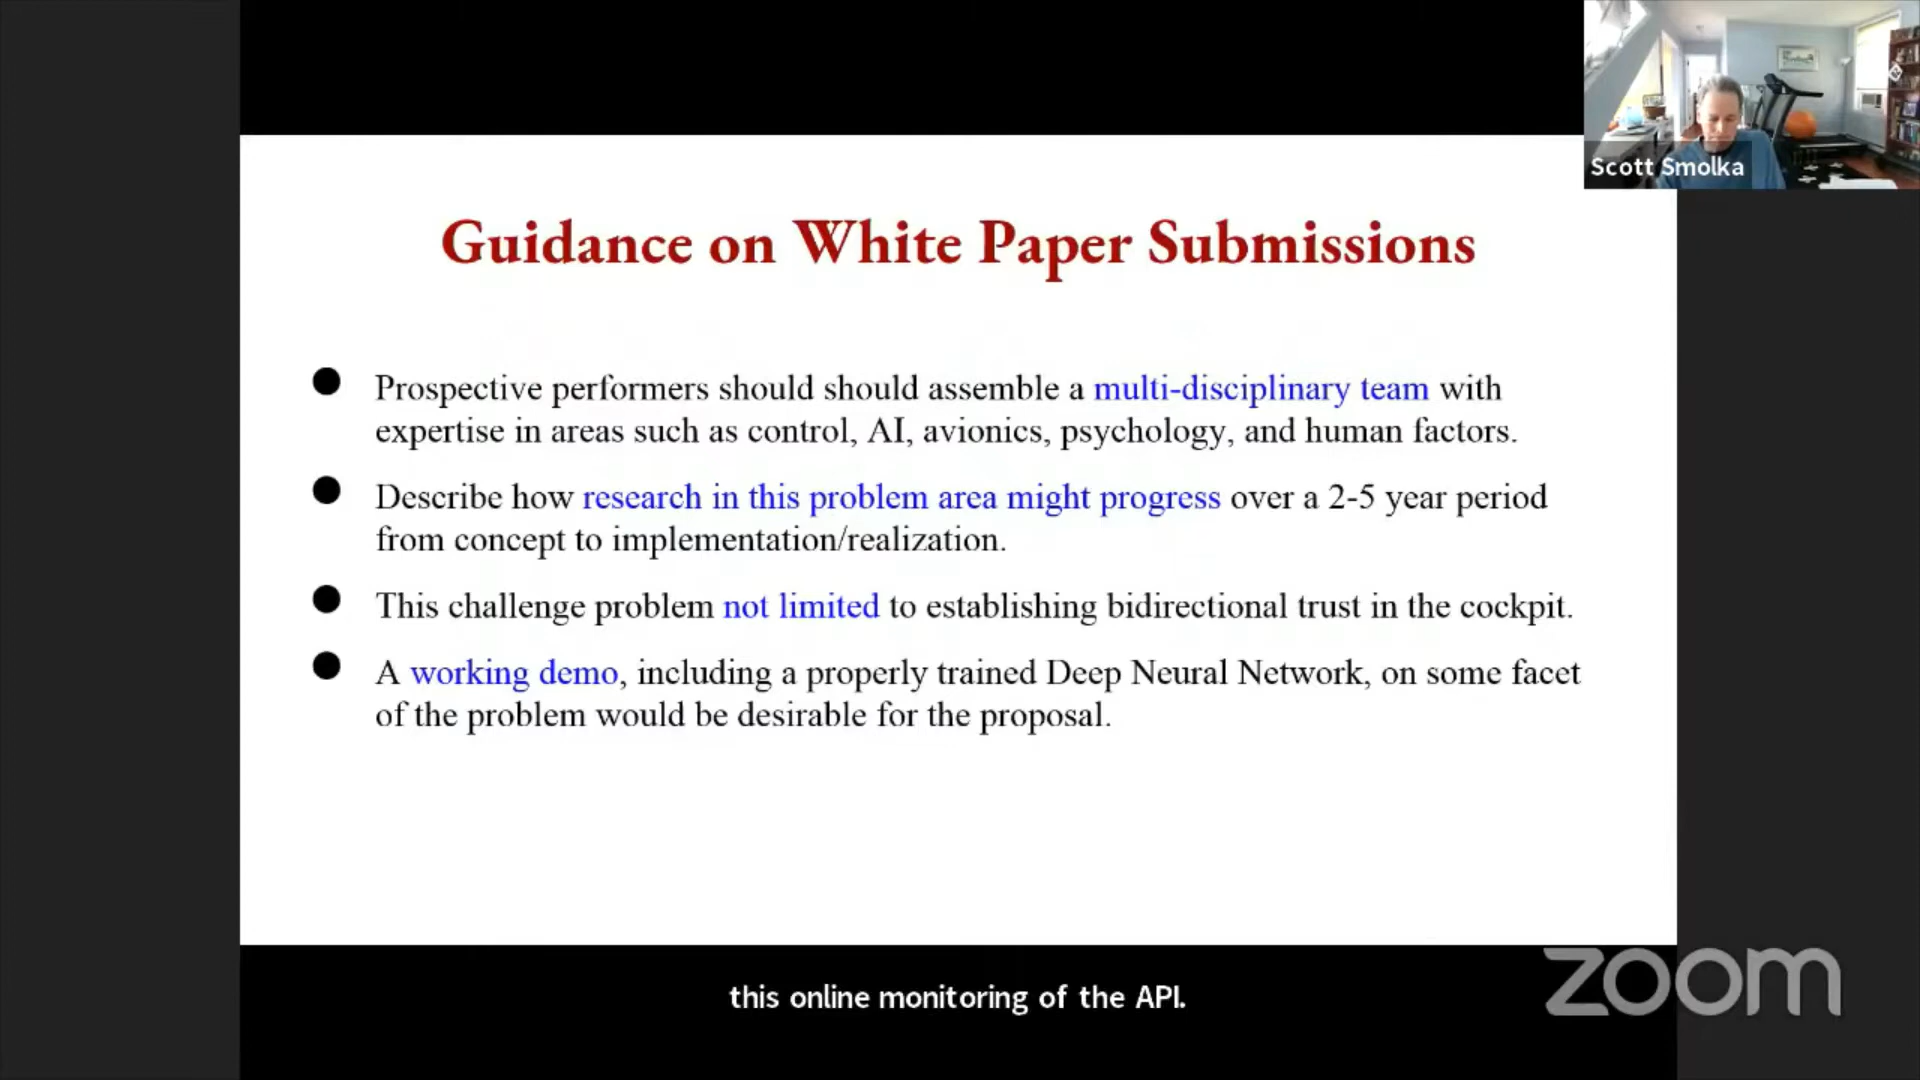 Scott Smolka
Guidance on White Paper Submissions
Prospective performers should should assemble a multi-disciplinary team with
expertise in areas such as control, AI, avionics, psychology, and human factors.
Describe how research in this problem area might progress over a 2-5 year period
from concept to implementation/realization.
This challenge problem not limited to establishing bidirectional trust in the cockpit.
A working demo, including a properly trained Deep Neural Network, on some facet
of the problem would be desirable for the proposal.
this online monitoring of the API.
zoom